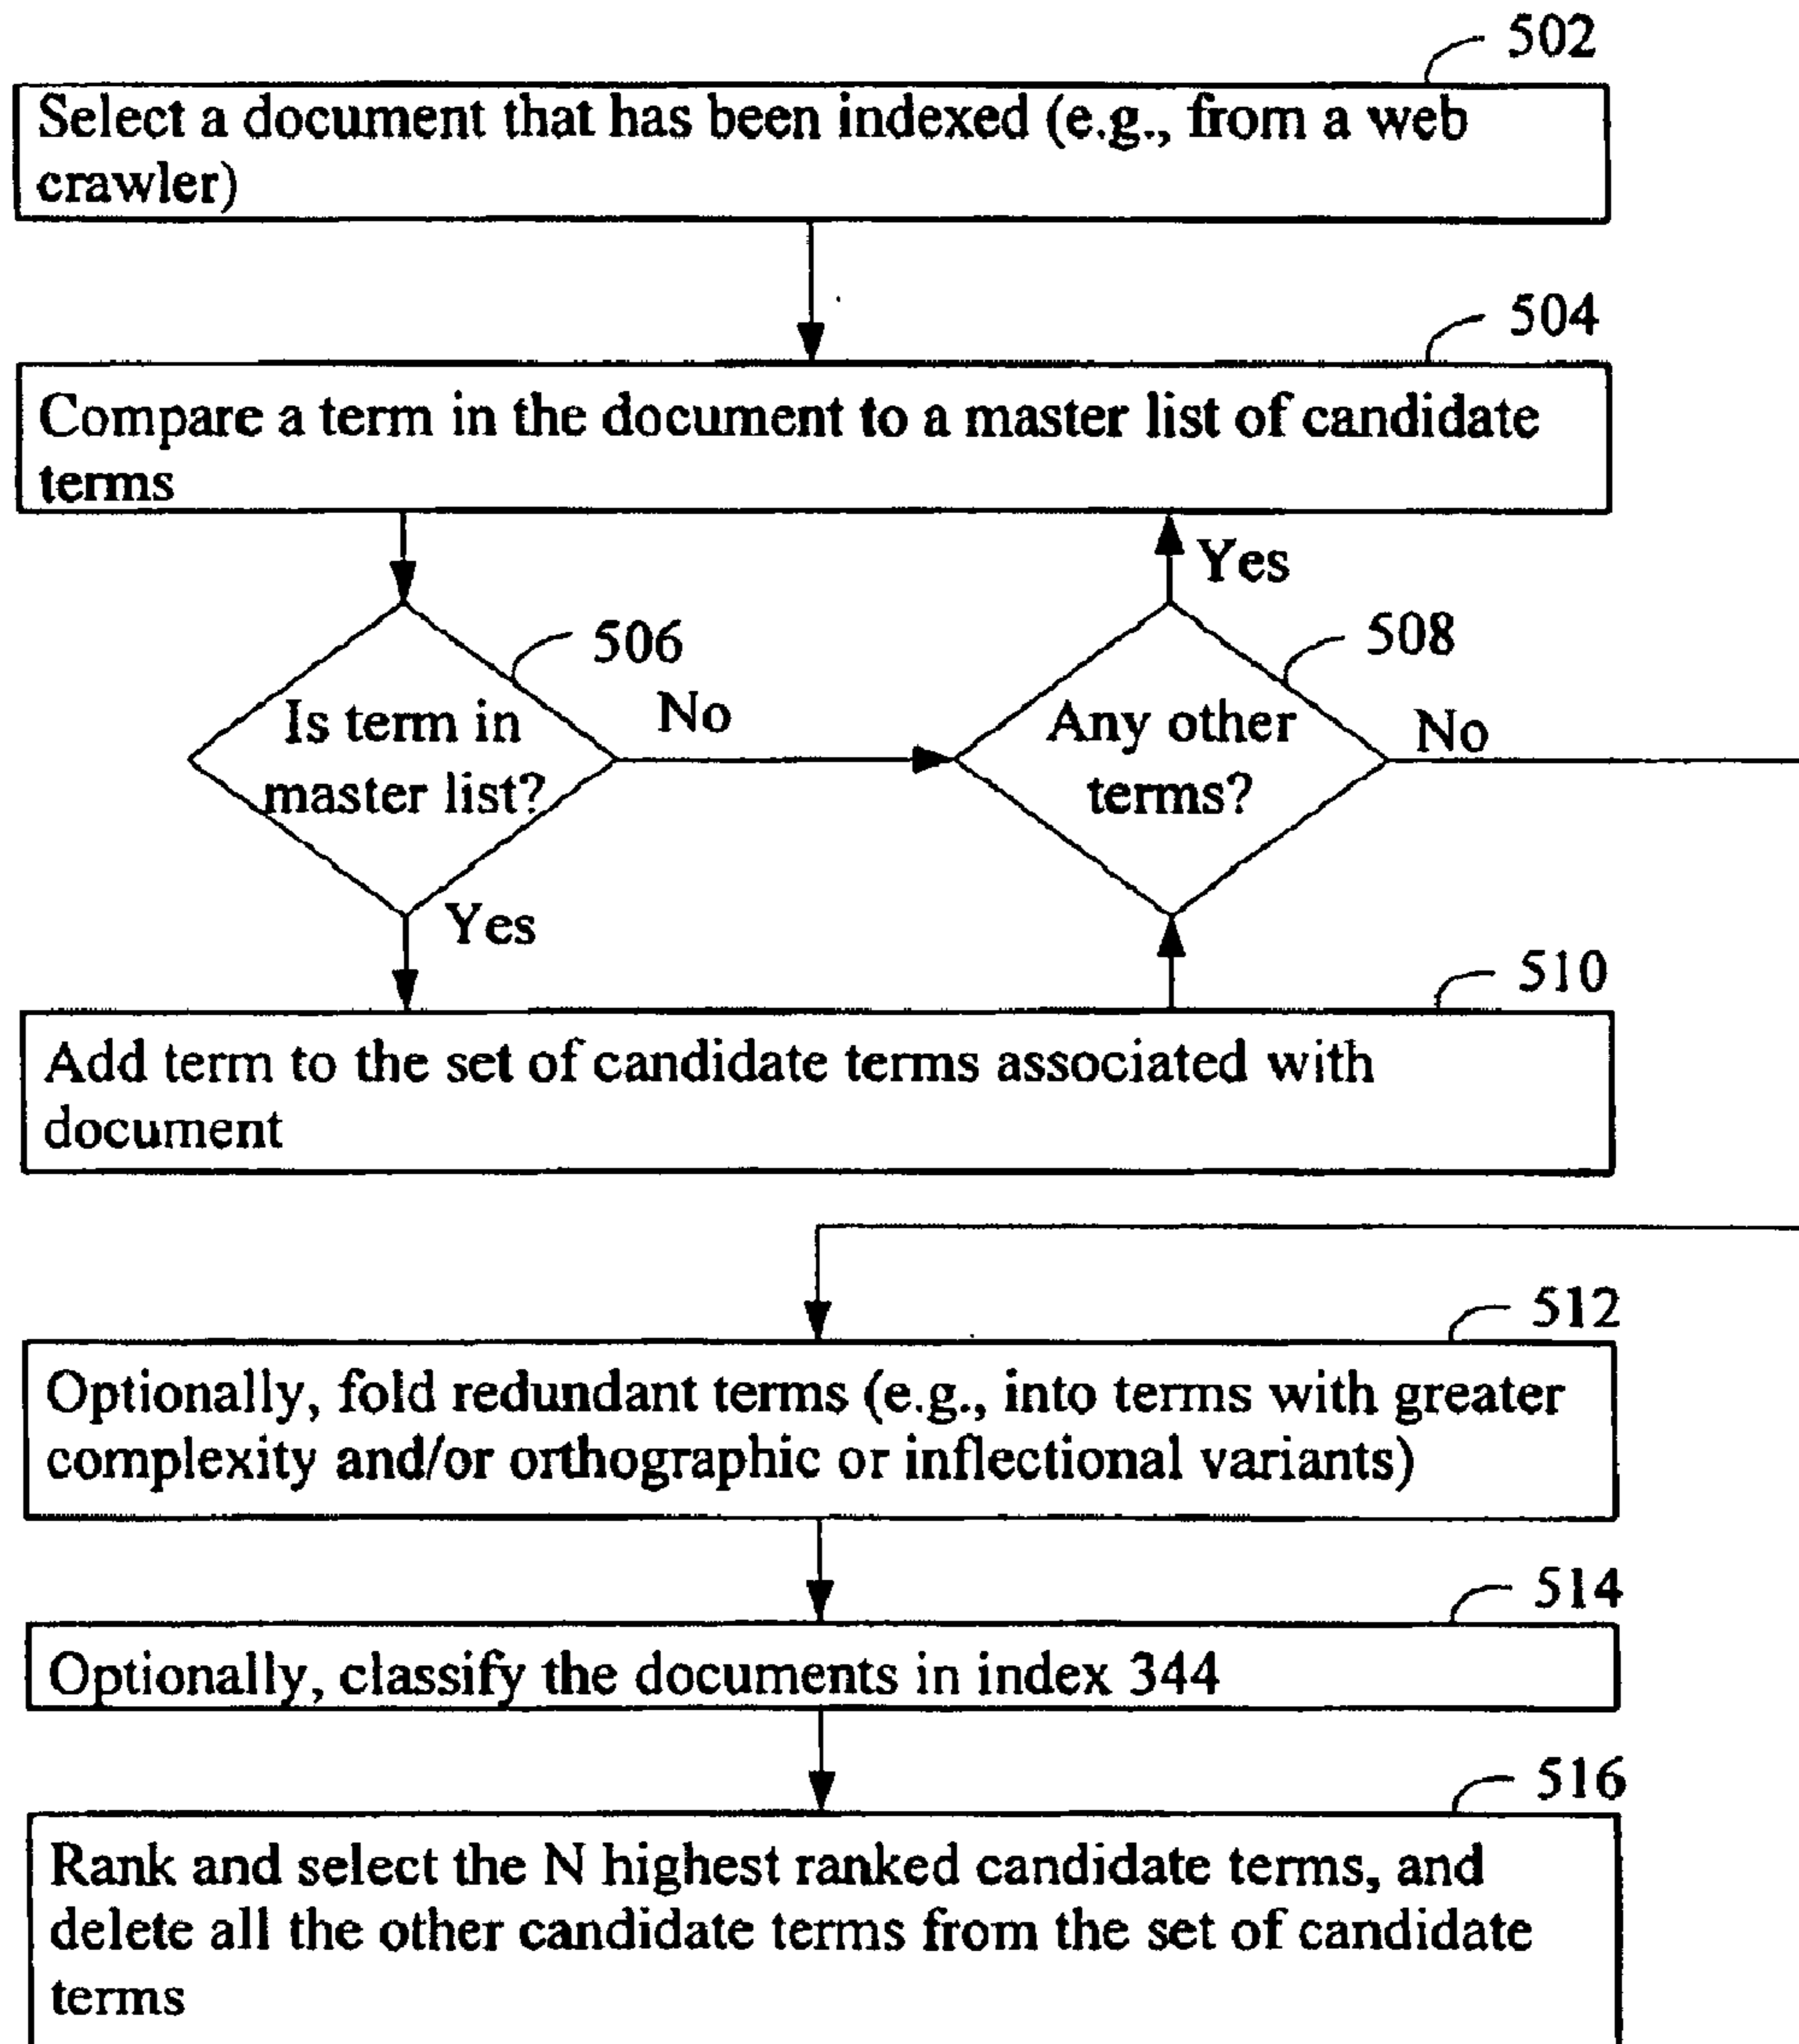 502
Select a document that has been indexed (e.g., from a web
crawler)
504
Compare a term in the document to a master list of candidate
terms
Yes
506
508
Is term in
master list?
No
Any other
terms?
No
Yes
510
Add term to the set of candidate terms associated with
document
512
Optionally, fold redundant terms (e.g., into terms with greater
complexity and/or orthographic or inflectional variants)
514
Optionally, classify the documents in index 344
516
Rank and select the N highest ranked candidate terms, and
delete all the other candidate terms from the set of candidate
terms